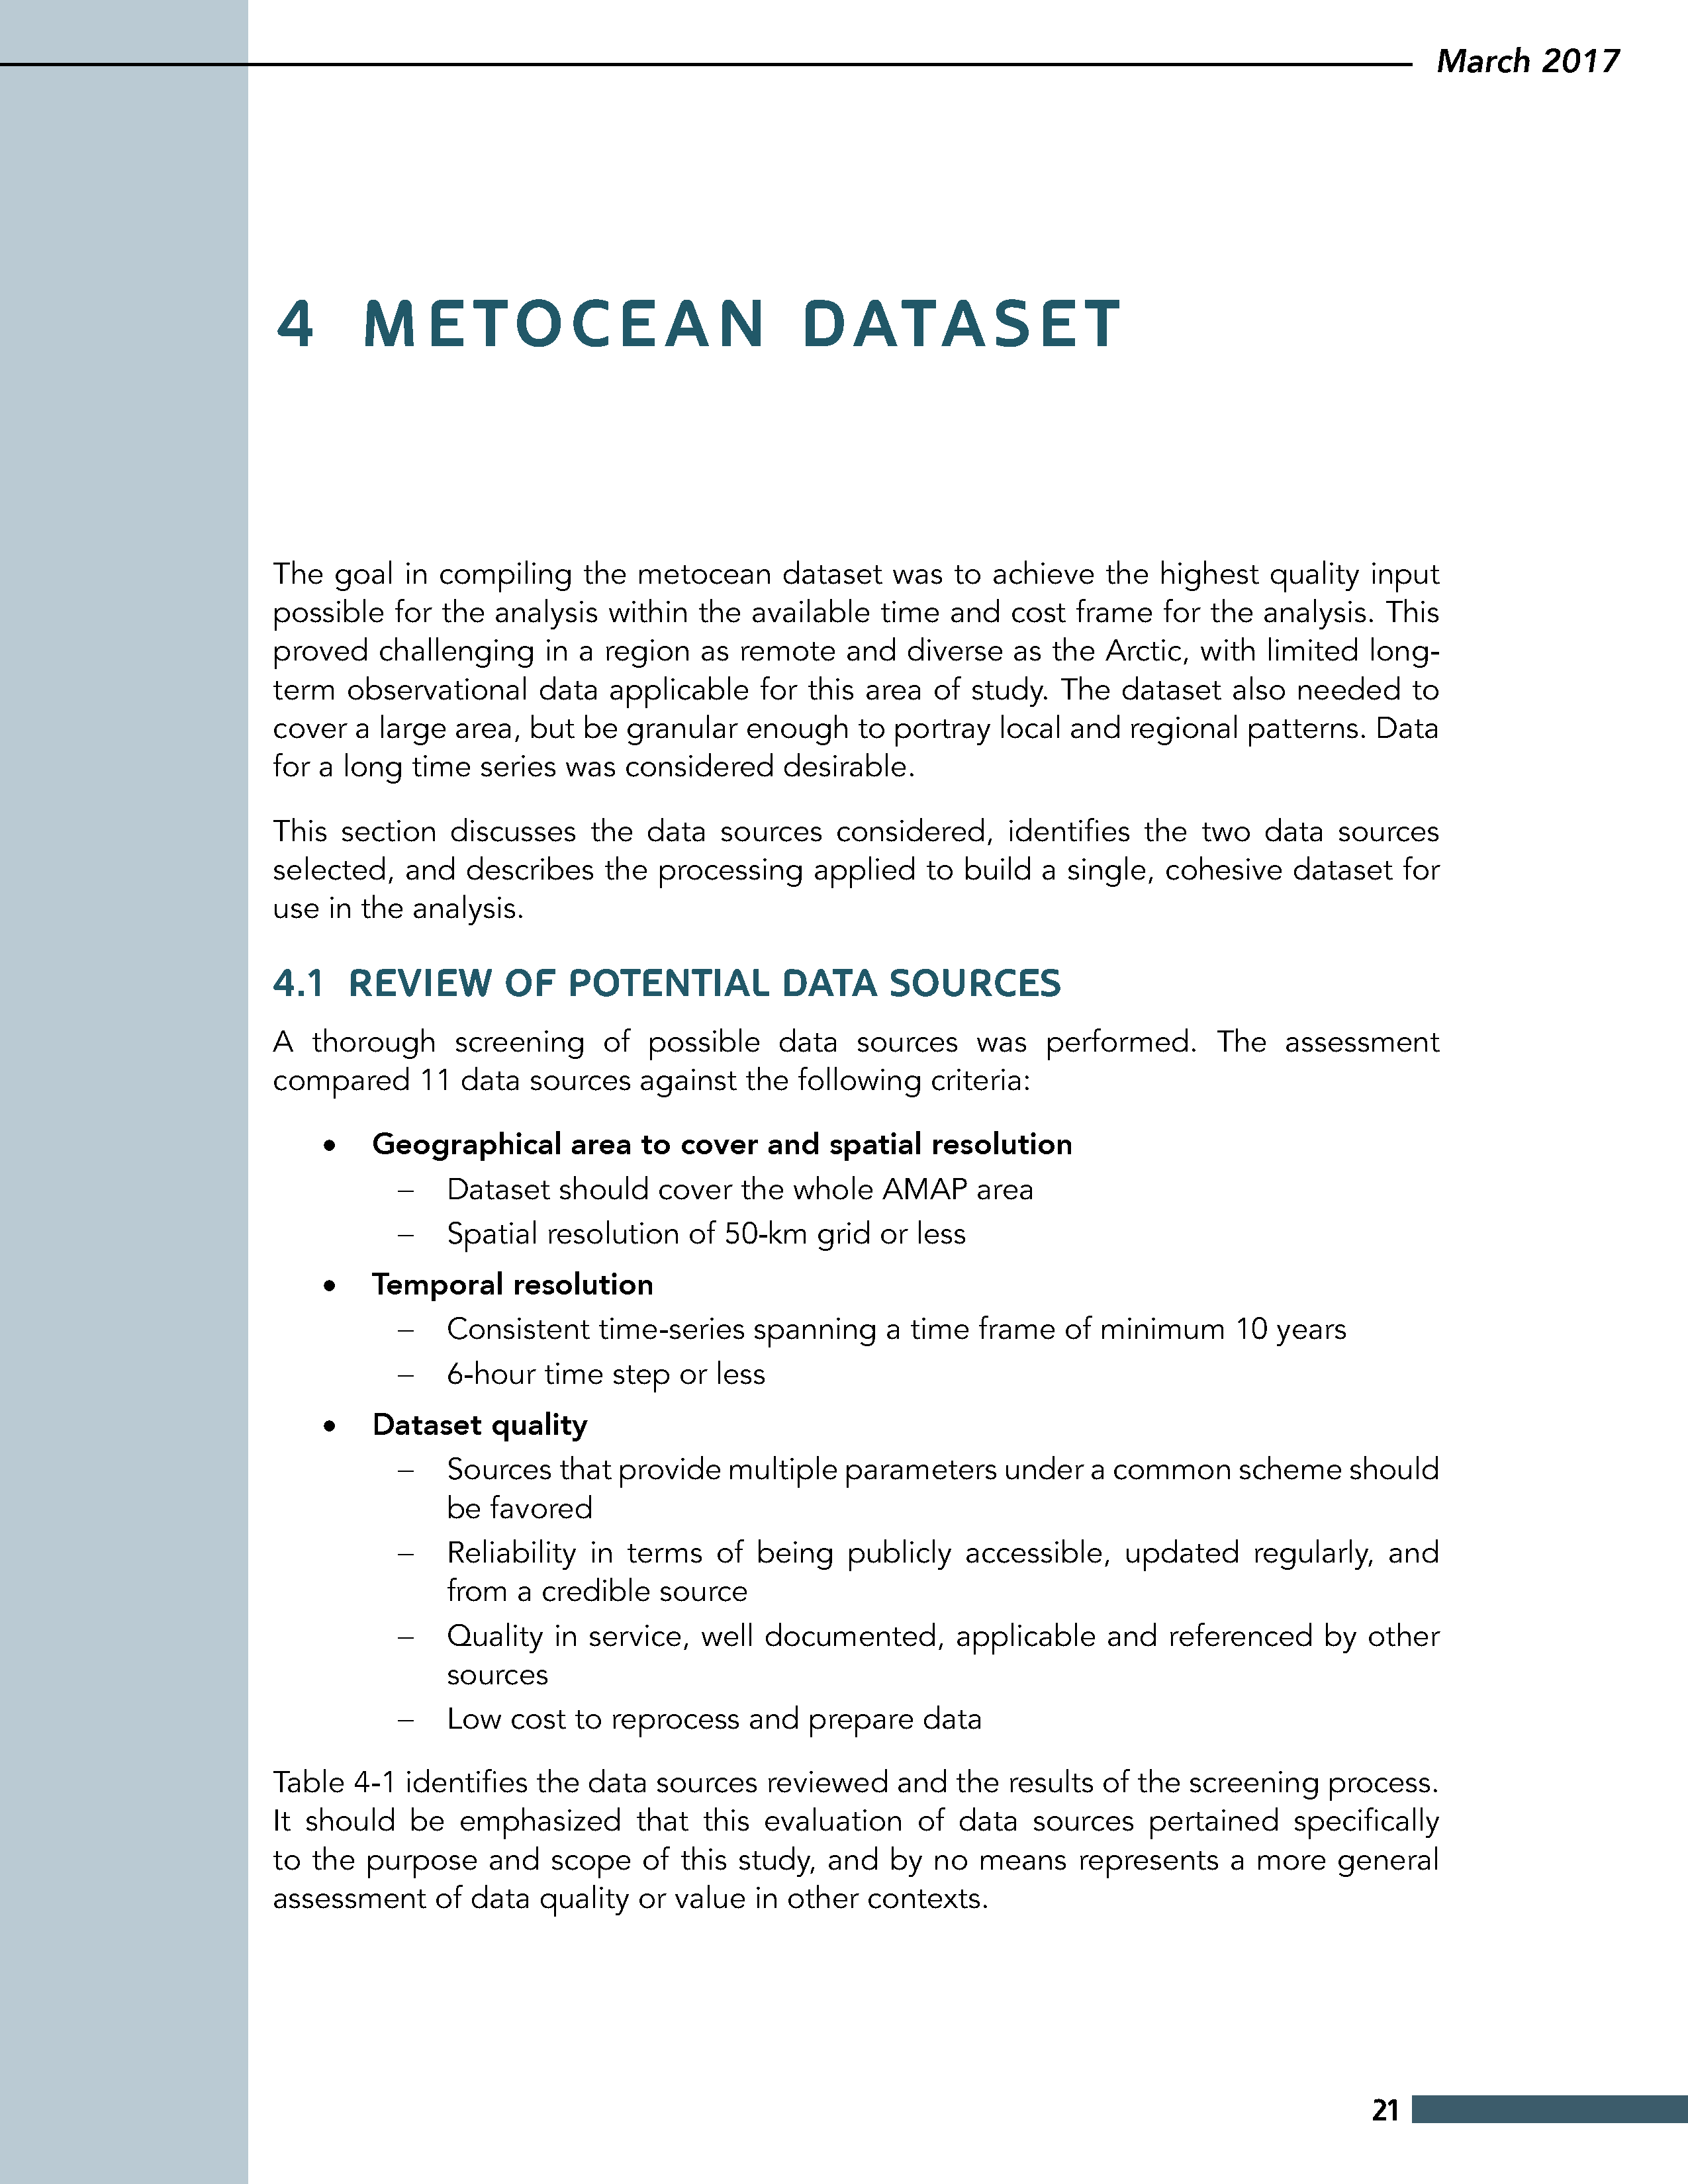 March 2017
4 METOCEAN DATASET
The goal in compiling the metocean dataset was to achieve the highest quality input
possible for the analysis within the available time and cost frame for the analysis. This
proved challenging in a region as remote and diverse as the Arctic, with limited long-
term observational data applicable for this area of study. The dataset also needed to
cover a large area, but be granular enough to portray local and regional patterns. Data
for a long time series was considered desirable.
This section discusses the data sources considered, identifies the two data sources
selected, and describes the processing applied to build a single, cohesive dataset for
use in the analysis.
4.1 REVIEW OF POTENTIAL DATA SOURCES
A thorough screening of possible data sources was performed. The assessment
compared 11 data sources against the following criteria:
• Geographical area to cover and spatial resolution
– Dataset should cover the whole AMAP area
– Spatial resolution of 50-km grid or less
• Temporal resolution
– Consistent time-series spanning a time frame of minimum 10 years
– 6-hour time step or less
• Dataset quality
– Sources that provide multiple parameters under a common scheme should
be favored
– Reliability in terms of being publicly accessible, updated regularly, and
from a credible source
– Quality in service, well documented, applicable and referenced by other
sources
– Low cost to reprocess and prepare data
Table 4-1 identifies the data sources reviewed and the results of the screening process.
It should be emphasized that this evaluation of data sources pertained specifically
to the purpose and scope of this study, and by no means represents a more general
assessment of data quality or value in other contexts.
21